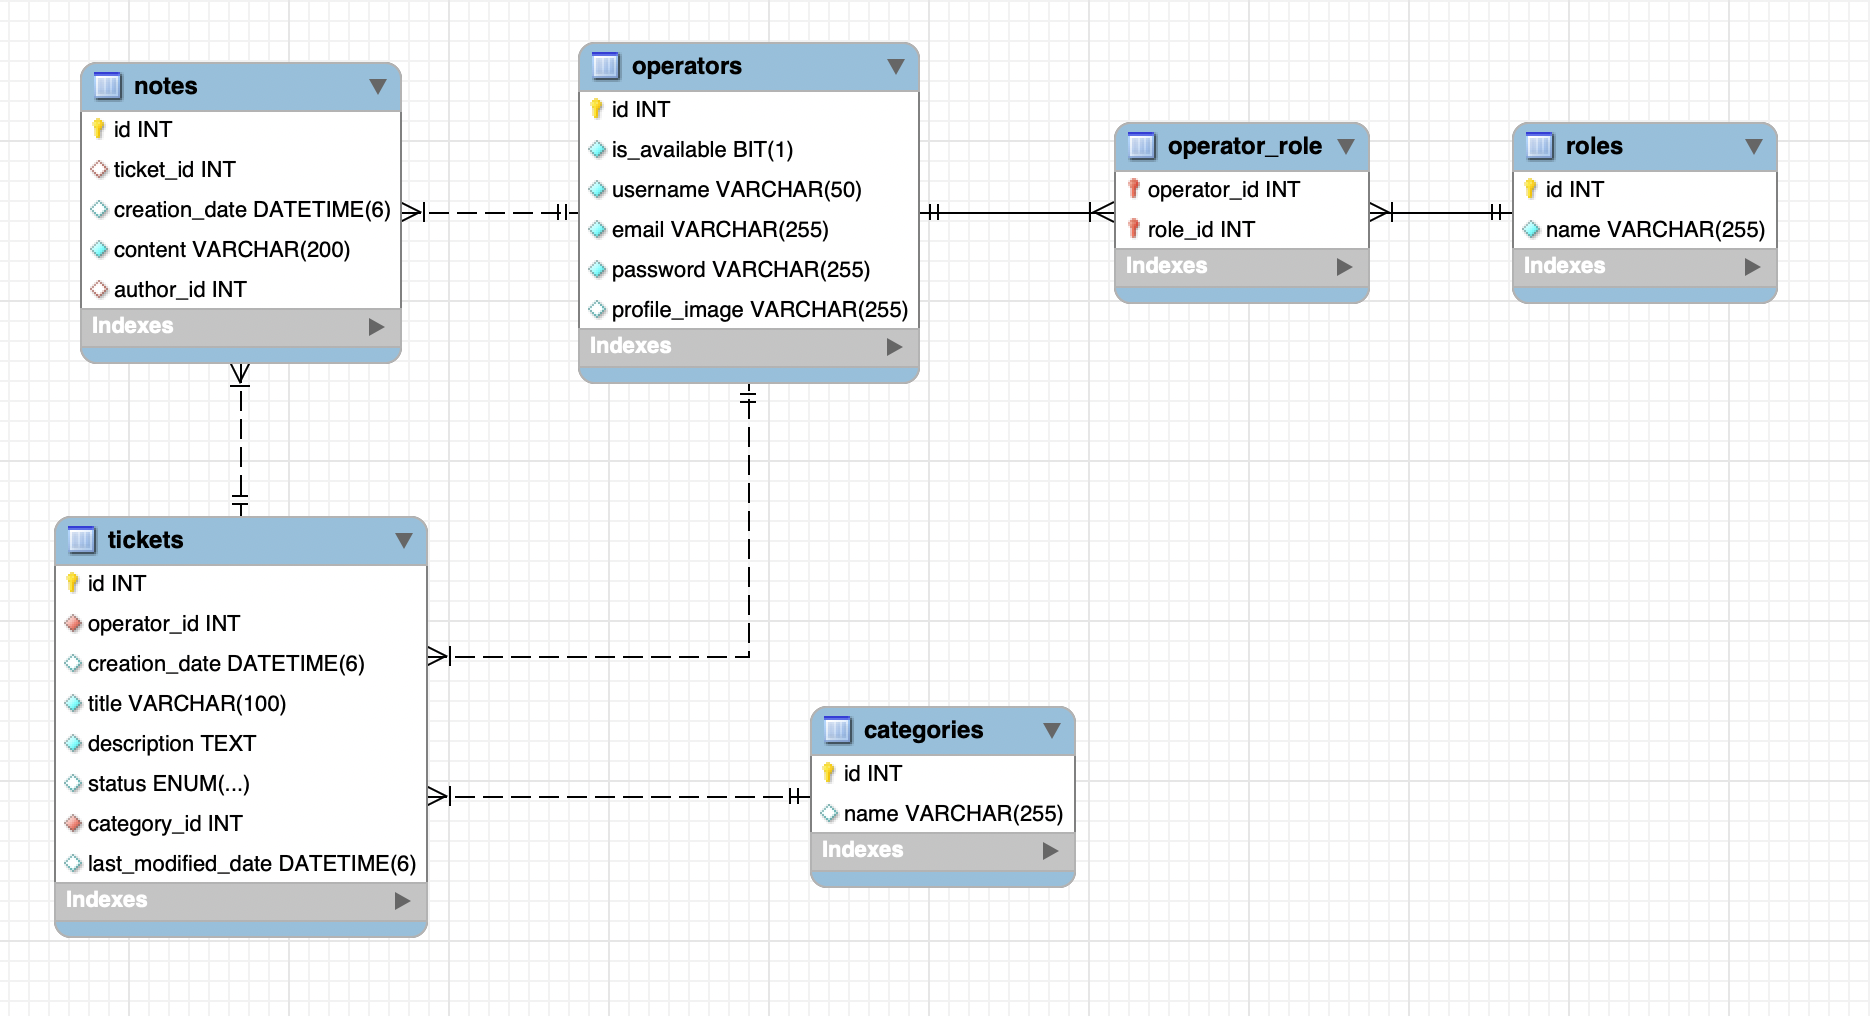 notes
id INT
ticket_id INT
creation_date DATETIME(6)
content VARCHAR(200)
author_id INT
Indexes
operators
id INT
is_available BIT(1)
username VARCHAR(50)
email VARCHAR(255)
password VARCHAR(255)
profile_image VARCHAR(255)
Indexes
operator_role
operator_id INT
role_id INT
Indexes
roles
id INT
name VARCHAR(255)
Indexes
tickets
id INT
operator_id INT
creation_date DATETIME(6)
title VARCHAR(100)
description TEXT
status ENUM(...)
category_id INT
last_modified_date DATETIME(6)
Indexes
categories
id INT
name VARCHAR(255)
Indexes